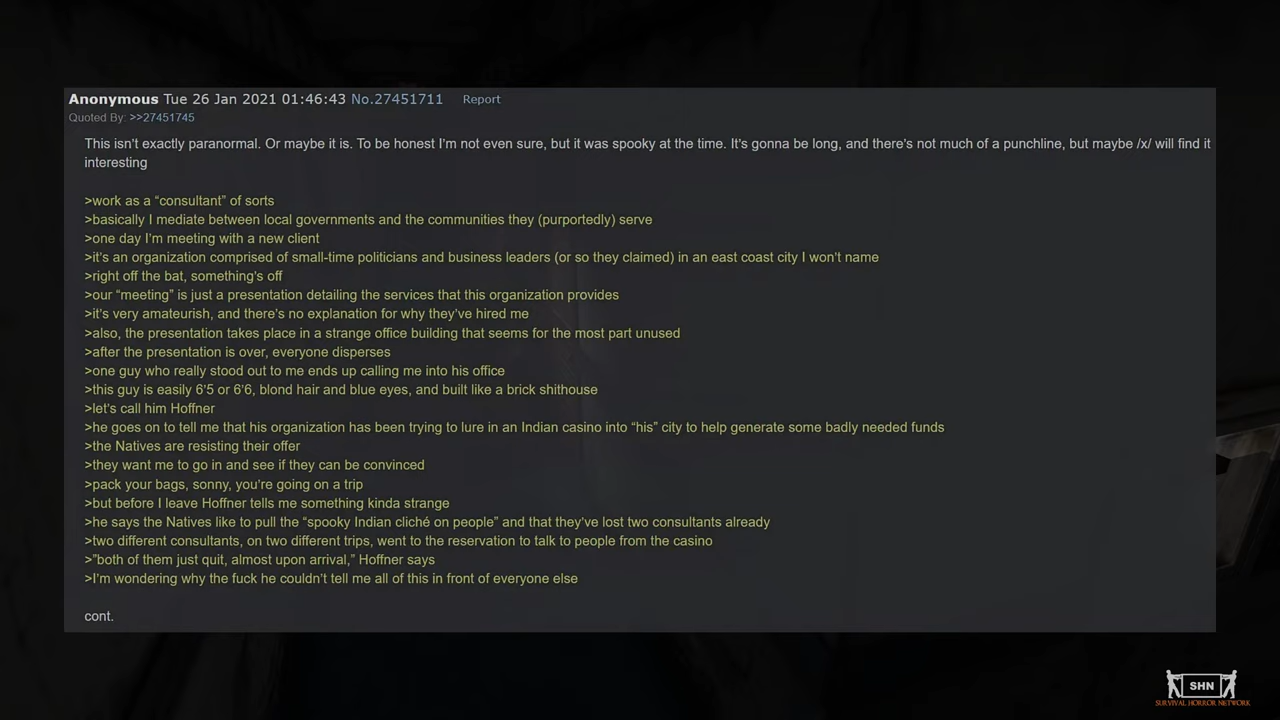 Anonymous Tue 26 Jan 2021 01:46:43 No.27451711 Report
Quoted By: >>27451745
This isn't exactly paranormal. Or maybe it is. To be honest I'm not even sure, but it was spooky at the time. It's gonna be long, and there's not much of a punchline, but maybe /x/ will find it
interesting
>work as a “consultant” of sorts
>basically I mediate between local governments and the communities they (purportedly) serve
>one day I'm meeting with a new client
>it's an organization comprised of small-time politicians and business leaders (or so they claimed) in an east coast city I won't name
>right off the bat, something's off
>our “meeting” is just a presentation detailing the services that this organization provides
>it's very amateurish, and there's no explanation for why they've hired me
>also, the presentation takes place in a strange office building that seems for the most part unused
>after the presentation is over, everyone disperses
>one guy who really stood out to me ends up calling me into his office
>this guy is easily 6'5 or 6'6, blond hair and blue eyes, and built like a brick shithouse
>let's call him Hoffner
>he goes on to tell me that his organization has been trying to lure in an Indian casino into “his” city to help generate some badly needed funds
>the Natives are resisting their offer
>they want me to go in and see if they can be convinced
>pack your bags, sonny, you're going on a trip
>but before I leave Hoffner tells me something kinda strange
>he says the Natives like to pull the “spooky Indian cliché on people” and that they've lost two consultants already
>two different consultants, on two different trips, went to the reservation to talk to people from the casino
>”both of them just quit, almost upon arrival,” Hoffner says
>I'm wondering why the fuck he couldn't tell me all of this in front of everyone else
cont.
SHN
SURVIVAL HORROR NETWORK